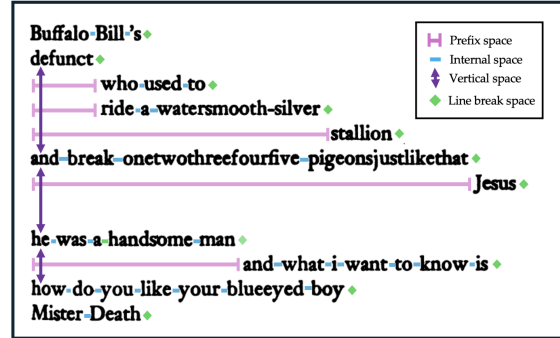 Buffalo Bill 's
defunct
who used to
ride a watersmooth-silver
stallion
and break onetwothreefourfive pigeonsjustlikethat
Jesus
he was a handsome man
and what i want to know is
how do you like your blueeyed boy
Mister Death
Prefix space
Internal space
Vertical space
Line break space